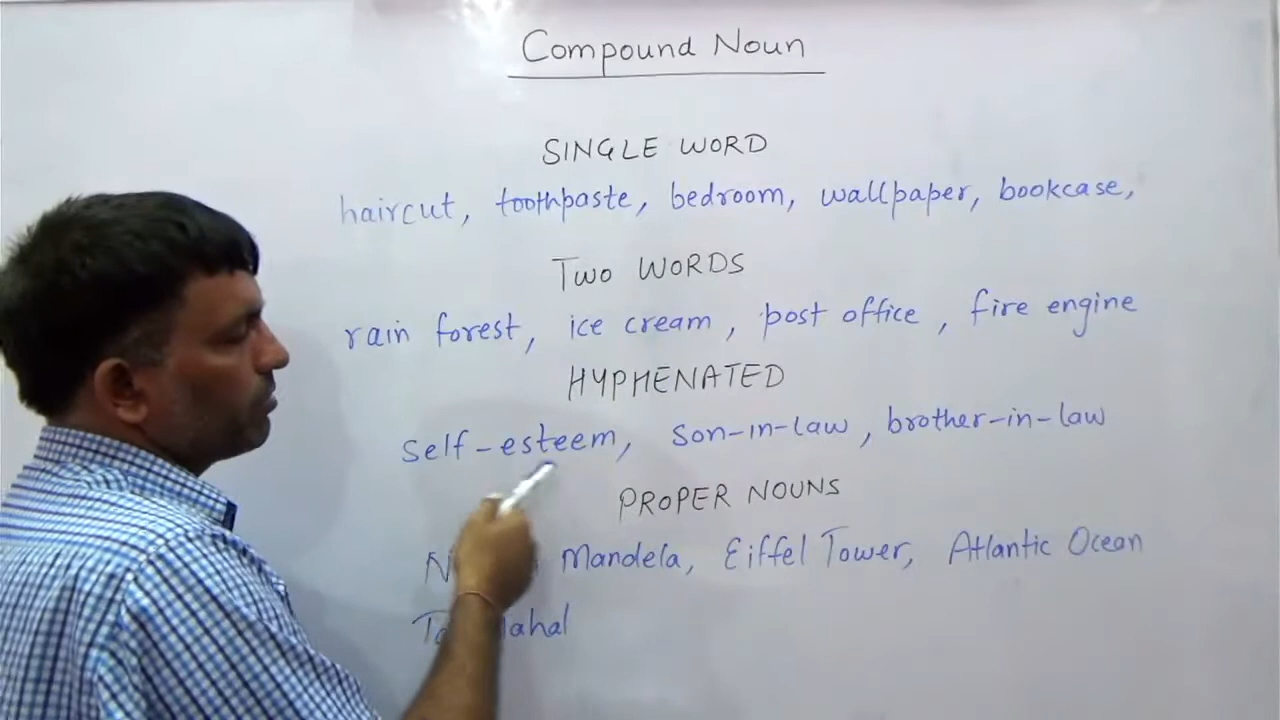 Compound Noun
SINGLE WORD
haircut, toothpaste, bedroom, wallpaper, bookcase,
TWO WORDS
rain forest, ice cream, post office, fire engine
HYPHENATED
self-esteem, son-in-law, brother-in-law
PROPER NOUNS
Mandela, Eiffel Tower, Atlantic Ocean